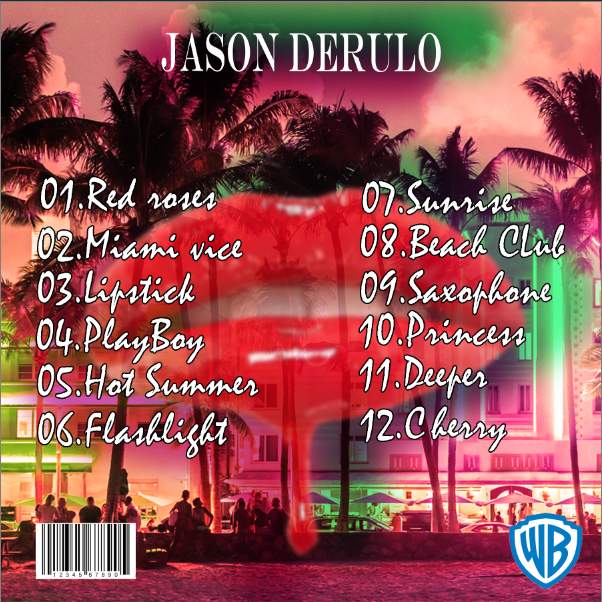 JASON DERULO
01.Red roses
02.Miami vice
03.Lipstick
04.PlayBoy
05.Hot Summer
06.Flashlight
07.Sunrise
08.Beach CLub
09.Saxophone
10.Princess
11.Deeper
12.Cherry
1234567890
WB